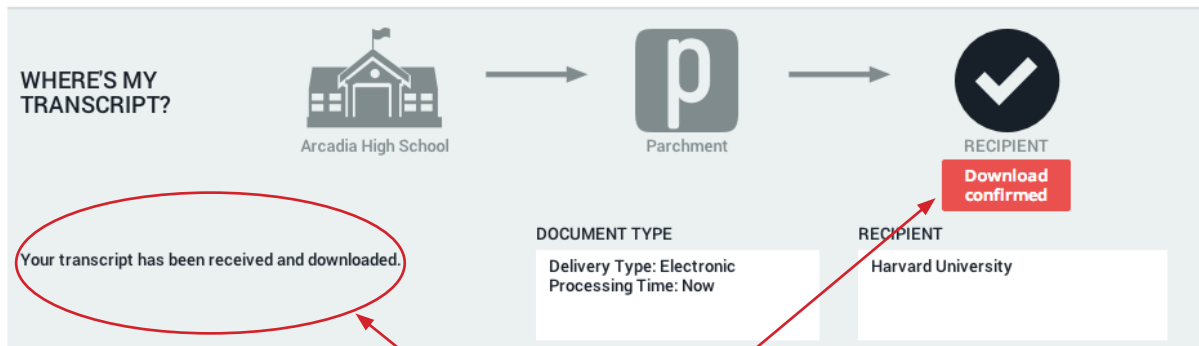 WHERE'S MY
TRANSCRIPT?
p
Arcadia High School
Parchment
RECIPIENT
Download
confirmed
Your transcript has been received and downloaded.
DOCUMENT TYPE
Delivery Type: Electronic
Processing Time: Now
RECIPIENT
Harvard University